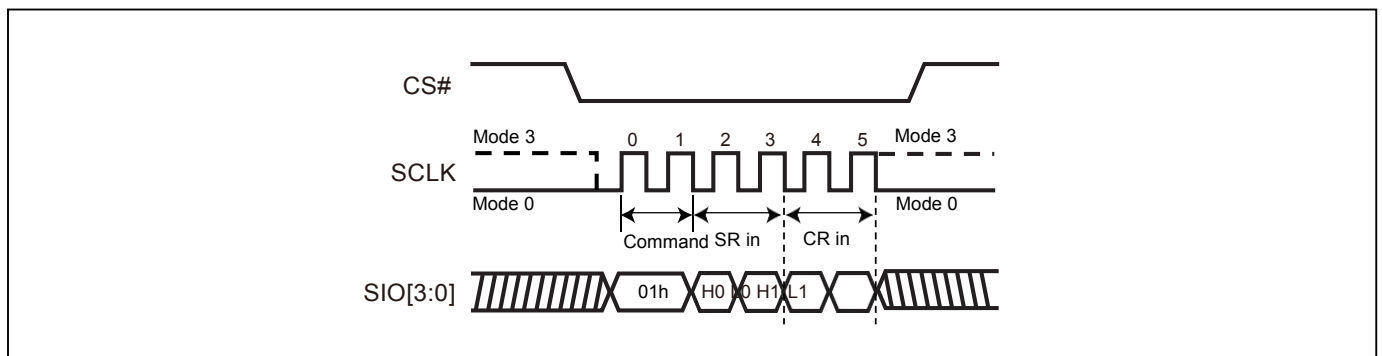 CS#
Mode 3 0 1 2 3 4 5 Mode 3
SCLK
Mode 0 Mode 0
Command SR in CR in
SIO[3:0] 01h H0 L0 H1 L1